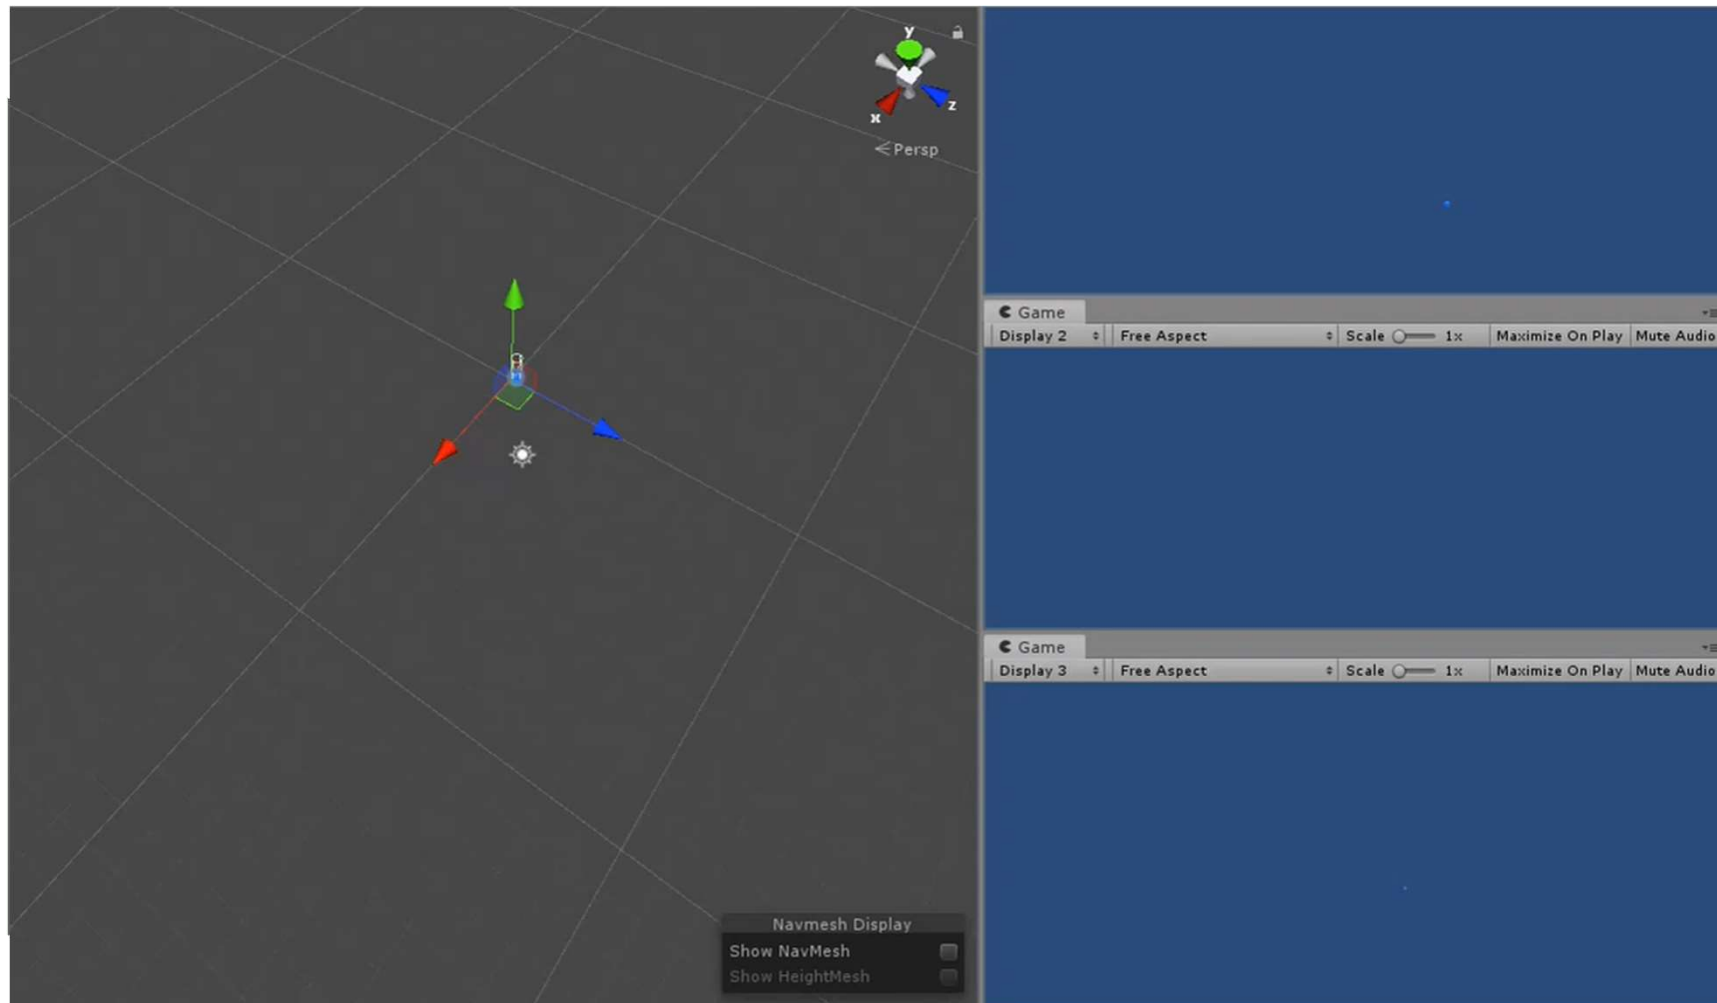 y
x
z
Persp
Game
Display 2 Free Aspect Scale 1x Maximize On Play Mute Audio
Game
Display 3 Free Aspect Scale 1x Maximize On Play Mute Audio
Navmesh Display
Show NavMesh
Show HeightMesh